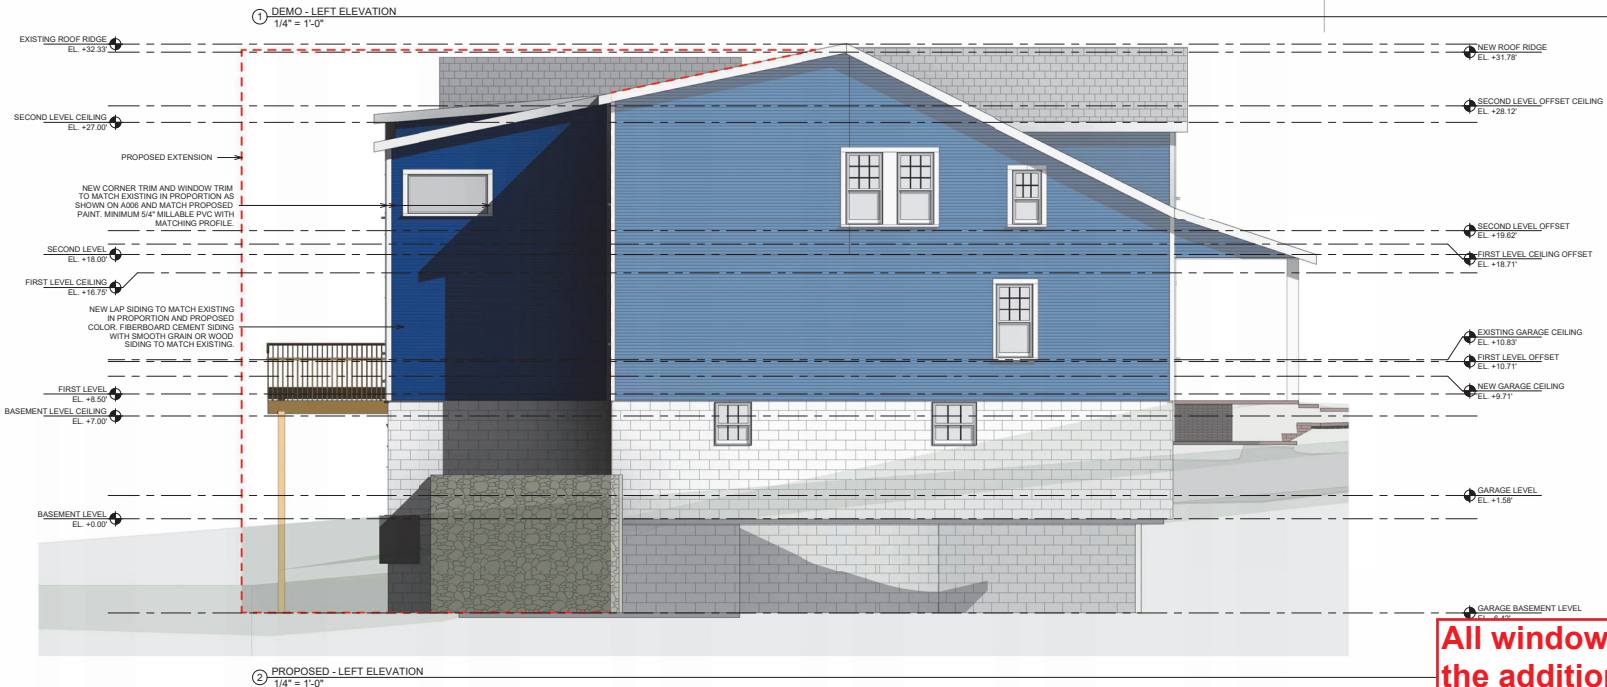 1 DEMO - LEFT ELEVATION
1/4" = 1'-0"
EXISTING ROOF RIDGE
EL. +32.33'
SECOND LEVEL CEILING
EL. +27.00'
PROPOSED EXTENSION
NEW CORNER TRIM AND WINDOW TRIM
TO MATCH EXISTING IN PROPORTION AS
SHOWN ON A006 AND MATCH PROPOSED
PAINT. MINIMUM 5/4" MILLABLE PVC WITH
MATCHING PROFILE.
SECOND LEVEL
EL. +18.00'
FIRST LEVEL CEILING
EL. +16.75'
NEW LAP SIDING TO MATCH EXISTING
IN PROPORTION AND PROPOSED
COLOR. FIBERBOARD CEMENT SIDING
WITH SMOOTH GRAIN OR WOOD
SIDING TO MATCH EXISTING.
FIRST LEVEL
EL. +8.50'
BASEMENT LEVEL CEILING
EL. +7.00'
BASEMENT LEVEL
EL. +0.00'
NEW ROOF RIDGE
EL. +31.78'
SECOND LEVEL OFFSET CEILING
EL. +28.12'
SECOND LEVEL OFFSET
EL. +19.62'
FIRST LEVEL CEILING OFFSET
EL. +18.71'
EXISTING GARAGE CEILING
EL. +10.83'
FIRST LEVEL OFFSET
EL. +10.71'
NEW GARAGE CEILING
EL. +9.71'
GARAGE LEVEL
EL. +1.58'
GARAGE BASEMENT LEVEL
All window
the addition
2 PROPOSED - LEFT ELEVATION
1/4" = 1'-0"